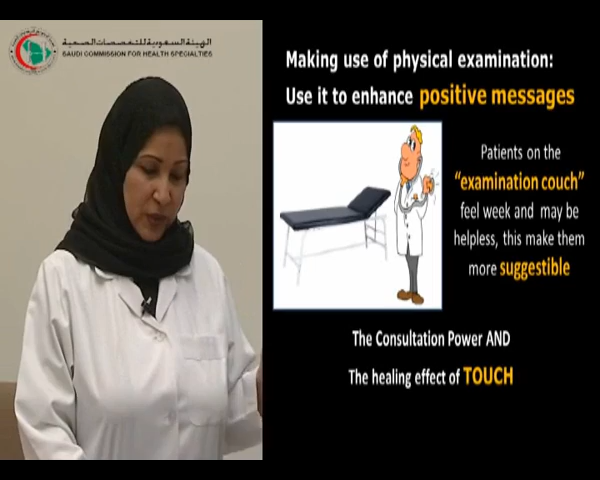 الهيئة السعودية للتخصصات الصحية
SAUDI COMMISSION FOR HEALTH SPECIALTIES
Making use of physical examination:
Use it to enhance positive messages
Patients on the
“examination couch”
feel week and may be
helpless, this make them
more suggestible
The Consultation Power AND
The healing effect of TOUCH